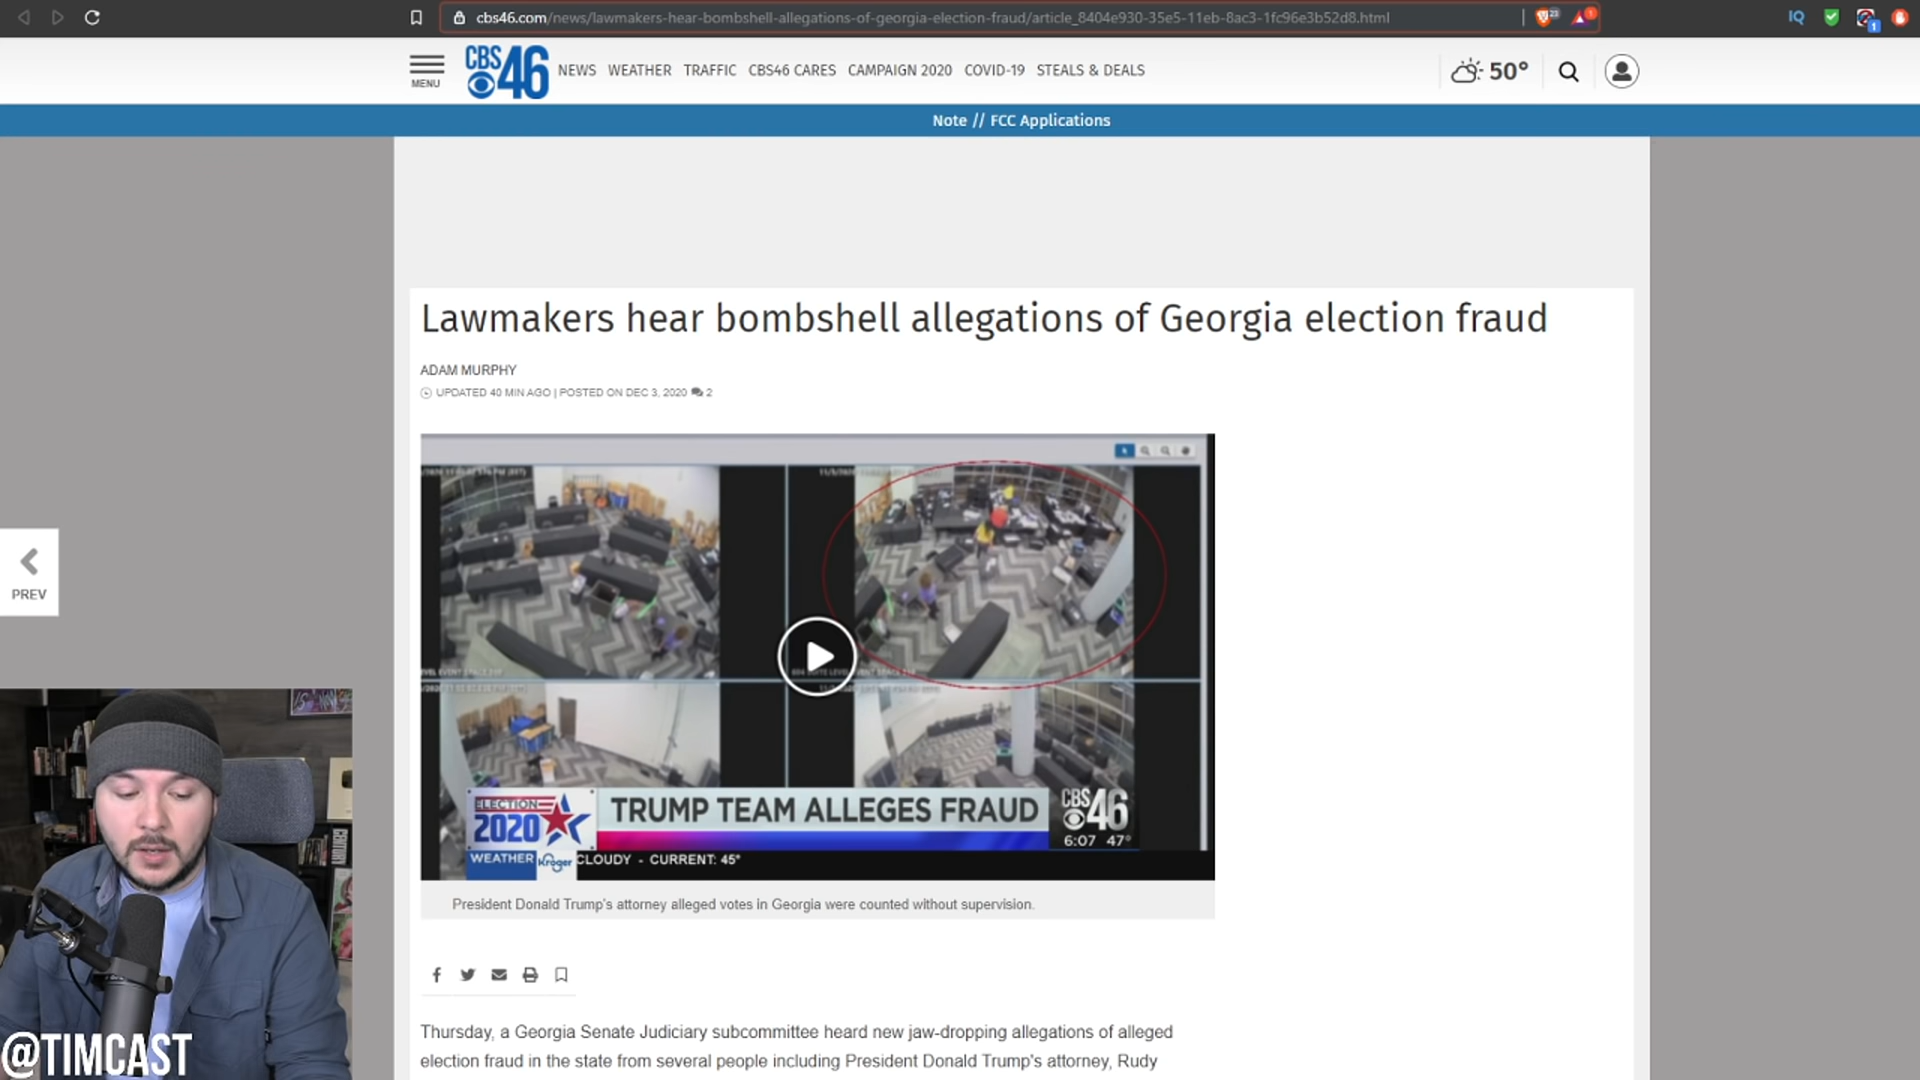 cbs46.com/news/lawmakers-hear-bombshell-allegations-of-georgia-election-fraud/article_8404e930-35e5-11eb-8ac3-1fc96e3b52d8.html
MENU
CBS 46
NEWS WEATHER TRAFFIC CBS46 CARES CAMPAIGN 2020 COVID-19 STEALS & DEALS
50°
Note // FCC Applications
Lawmakers hear bombshell allegations of Georgia election fraud
ADAM MURPHY
UPDATED 40 MIN AGO | POSTED ON DEC 3, 2020 2
PREV
ELECTION 2020
TRUMP TEAM ALLEGES FRAUD
CBS 46
6:07 47°
WEATHER Kroger CLOUDY - CURRENT: 45°
President Donald Trump's attorney alleged votes in Georgia were counted without supervision.
Thursday, a Georgia Senate Judiciary subcommittee heard new jaw-dropping allegations of alleged
election fraud in the state from several people including President Donald Trump's attorney, Rudy
@TIMCAST